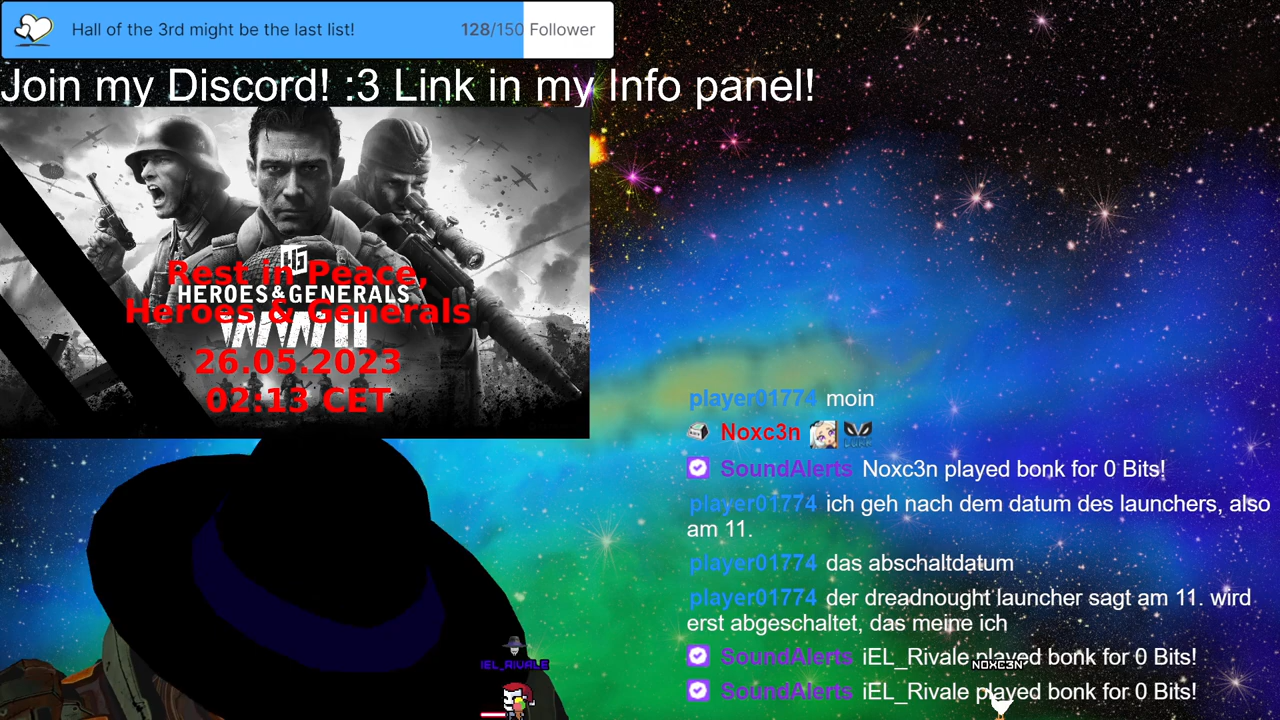 Hall of the 3rd might be the last list!
128/150 Follower
Join my Discord! :3 Link in my Info panel!
Rest in Peace,
HEROES&GENERALS
Heroes & Generals
WWII
26.05.2023
02:13 CET
player01774 moin
Noxc3n
SoundAlerts Noxc3n played bonk for 0 Bits!
player01774 ich geh nach dem datum des launchers, also
am 11.
player01774 das abschaltdatum
player01774 der dreadnought launcher sagt am 11. wird
erst abgeschaltet, das meine ich
SoundAlerts iEL_Rivale played bonk for 0 Bits!
SoundAlerts iEL_Rivale played bonk for 0 Bits!
IEL_RIVALE
NOXC3N